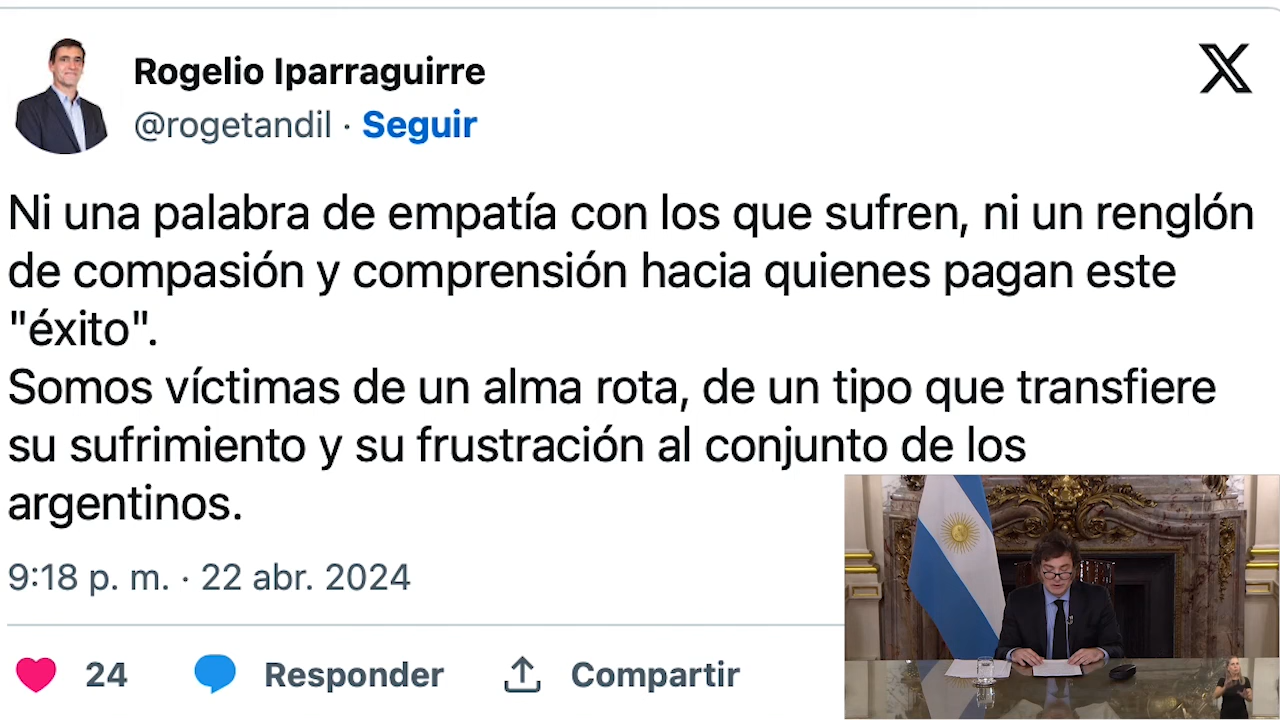 Rogelio Iparraguirre
@rogetandil · Seguir
Ni una palabra de empatía con los que sufren, ni un renglón
de compasión y comprensión hacia quienes pagan este
"éxito".
Somos víctimas de un alma rota, de un tipo que transfiere
su sufrimiento y su frustración al conjunto de los
argentinos.
9:18 p. m. · 22 abr. 2024
24 Responder Compartir